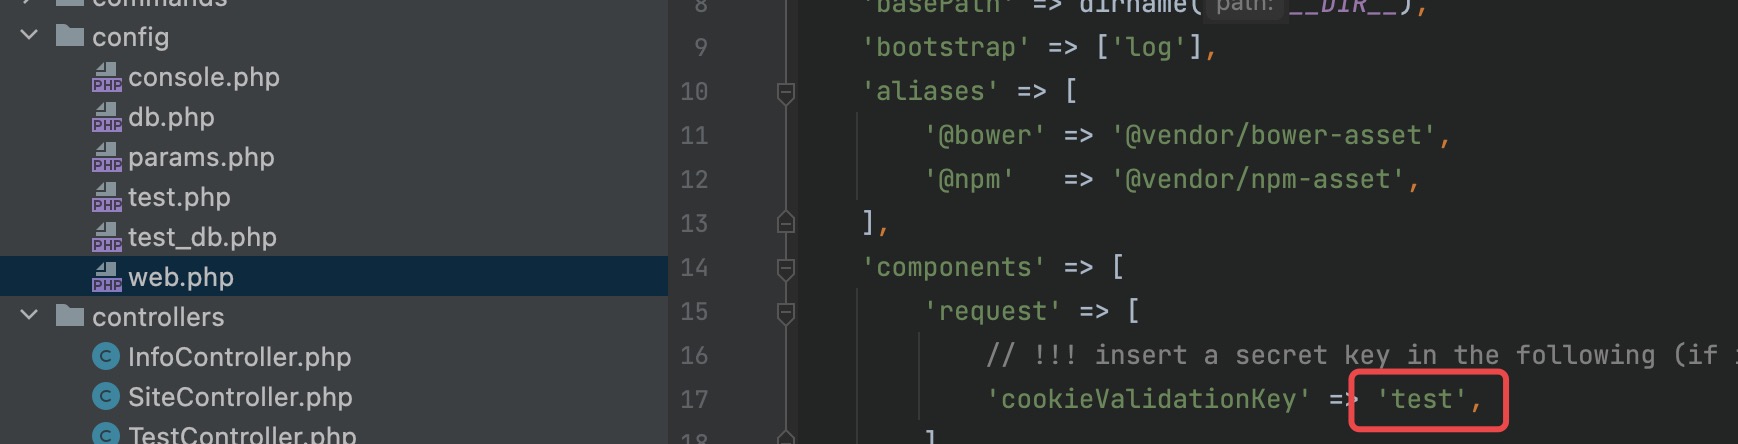 commands
config
console.php
db.php
params.php
test.php
test_db.php
web.php
controllers
InfoController.php
SiteController.php
TestController.php
8 'basePath' => dirname( path: __DIR__),
9 'bootstrap' => ['log'],
10 'aliases' => [
11 '@bower' => '@vendor/bower-asset',
12 '@npm'   => '@vendor/npm-asset',
13 ],
14 'components' => [
15 'request' => [
16 // !!! insert a secret key in the following (if
17 'cookieValidationKey' => 'test',
18 ]